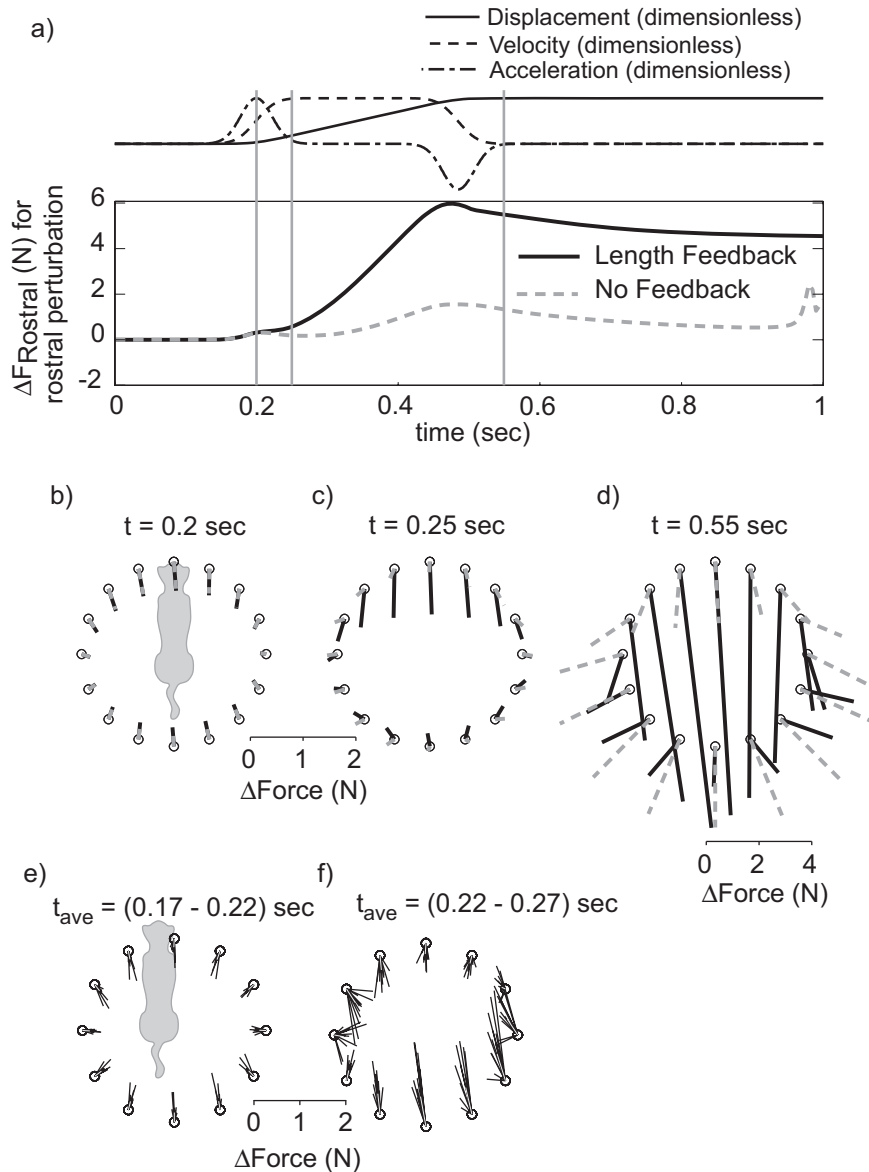 a)
Displacement (dimensionless)
Velocity (dimensionless)
Acceleration (dimensionless)
ΔF_Rostral (N) for
rostral perturbation
6
4
2
0
-2
Length Feedback
No Feedback
0 0.2 0.4 0.6 0.8 1
time (sec)
b) c) d)
t = 0.2 sec t = 0.25 sec t = 0.55 sec
0 1 2
ΔForce (N)
0 2 4
ΔForce (N)
e) f)
t_ave = (0.17 - 0.22) sec t_ave = (0.22 - 0.27) sec
0 1 2
ΔForce (N)